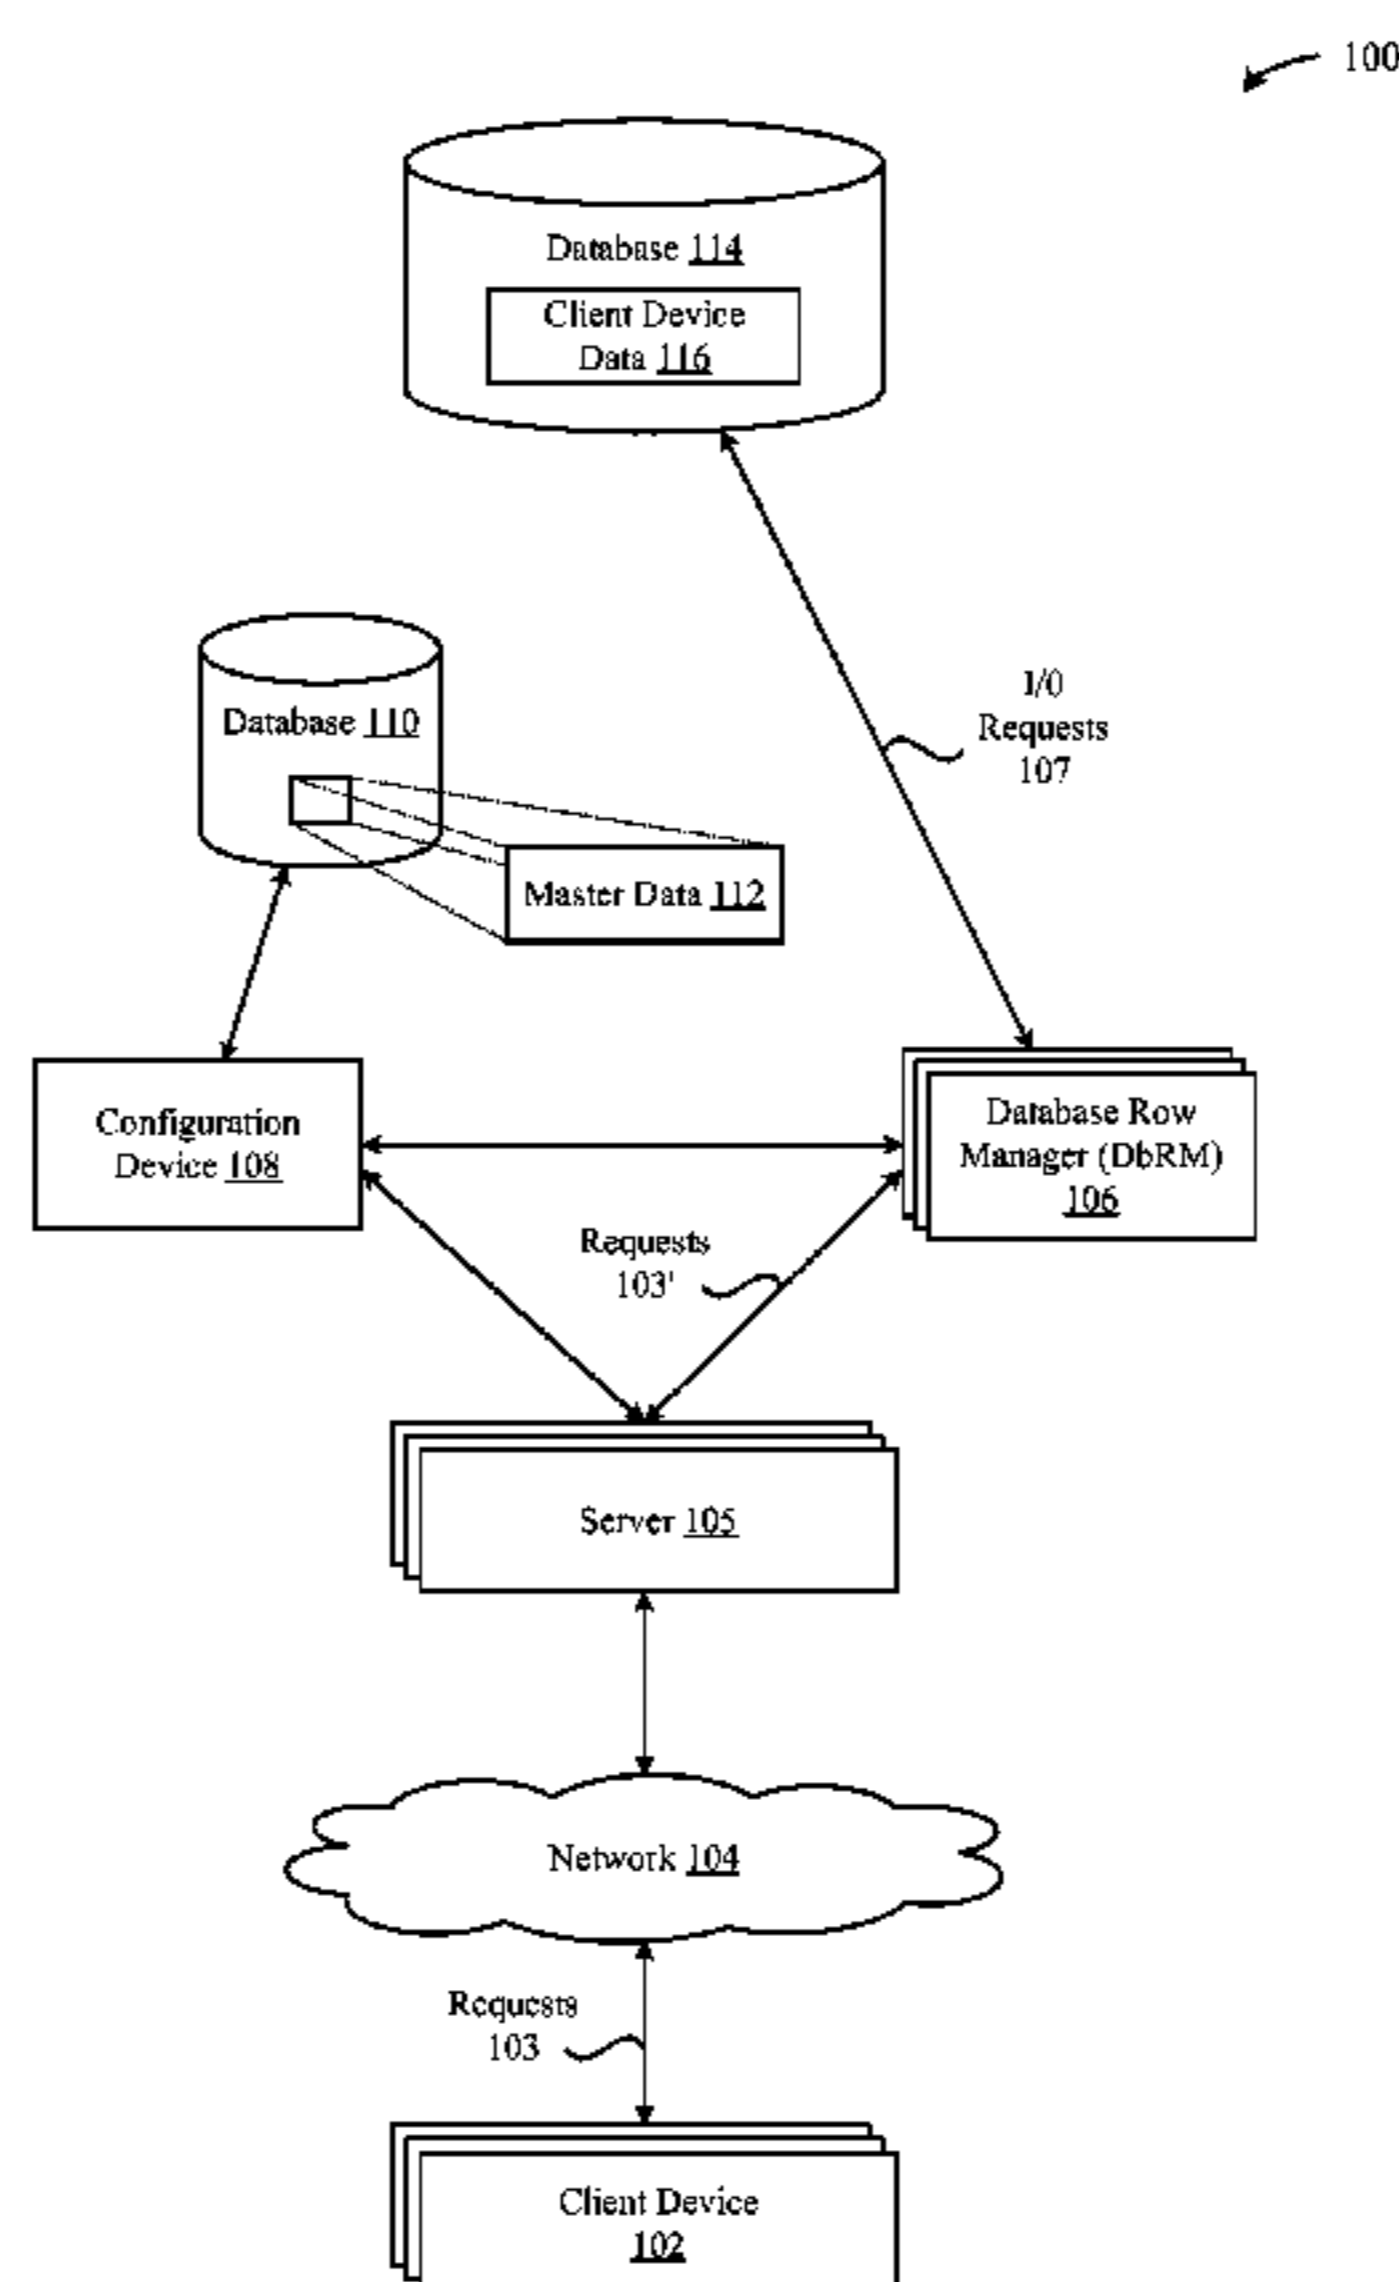 100
Database 114
Client Device
Data 116
I/0
Requests
107
Database 110
Master Data 112
Configuration
Device 108
Database Row
Manager (DbRM)
106
Requests
103'
Server 105
Network 104
Requests
103
Client Device
102